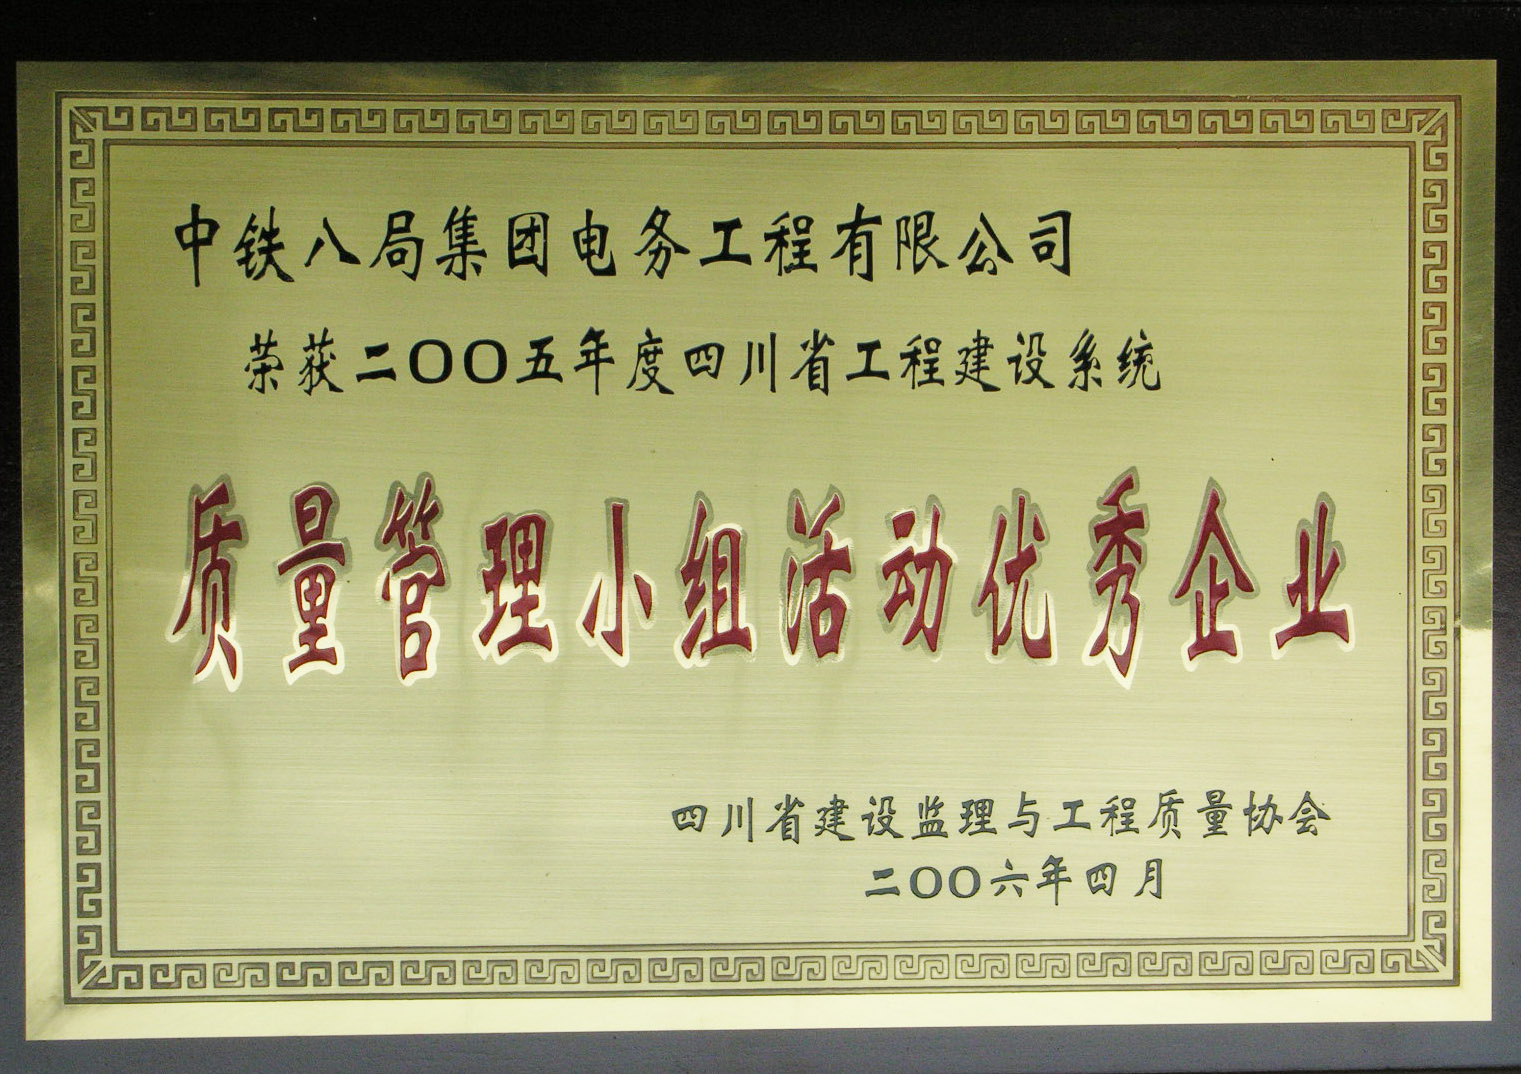 中铁八局集团电务工程有限公司
荣获二OO五年度四川省工程建设系统
质量管理小组活动优秀企业
四川省建设监理与工程质量协会
二OO六年四月